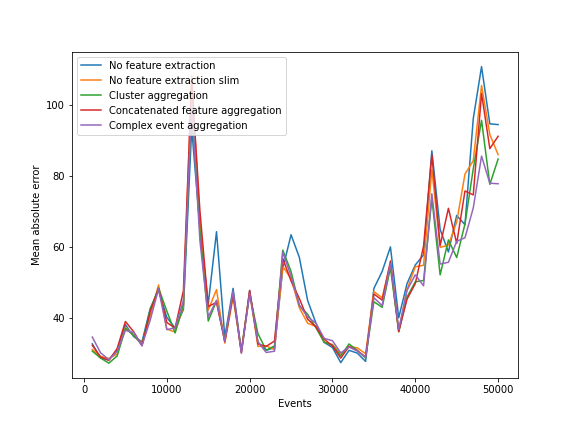 No feature extraction
No feature extraction slim
Cluster aggregation
Concatenated feature aggregation
Complex event aggregation
Mean absolute error
100
80
60
40
0 10000 20000 30000 40000 50000
Events